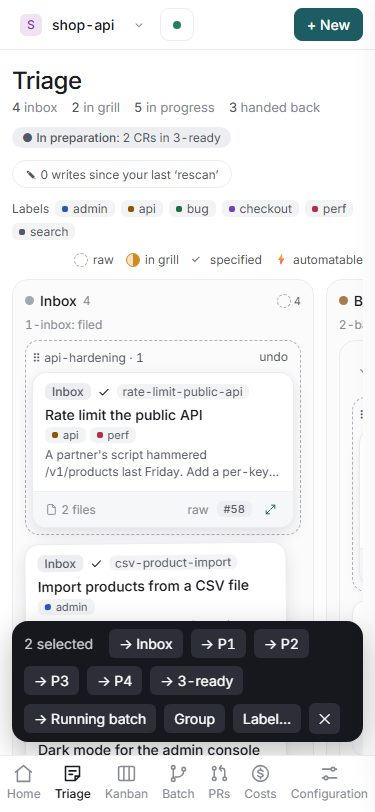 S shop-api + New
Triage
4 inbox 2 in grill 5 in progress 3 handed back
In preparation: 2 CRs in 3-ready
0 writes since your last ‘rescan’
Labels admin api bug checkout perf
search
raw in grill specified automatable
Inbox 4 4
1-inbox: filed
api-hardening · 1 undo
Inbox rate-limit-public-api
Rate limit the public API
api perf
A partner's script hammered
/v1/products last Friday. Add a per-key...
2 files raw #58
Inbox csv-product-import
Import products from a CSV file
admin
2 selected → Inbox → P1 → P2
→ P3 → P4 → 3-ready
→ Running batch Group Label...
Dark mode for the admin console
Home Triage Kanban Batch PRs Costs Configuration